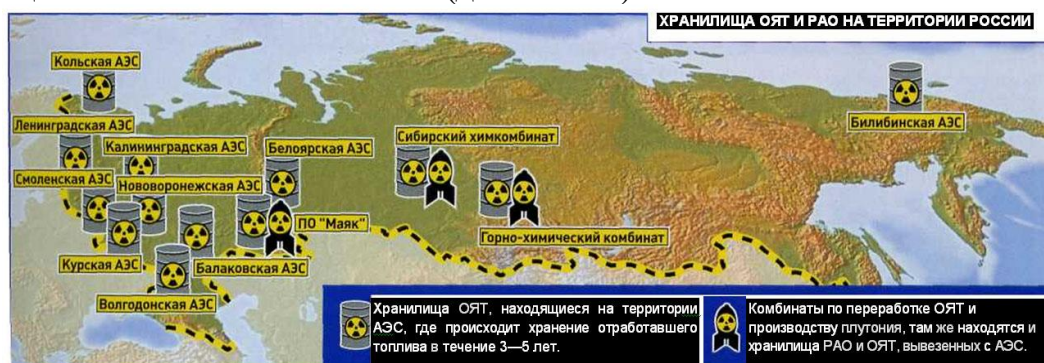 ХРАНИЛИЩА ОЯТ И РАО НА ТЕРРИТОРИИ РОССИИ
Кольская АЭС
Билибинская АЭС
Ленинградская АЭС
Калининградская АЭС
Белоярская АЭС
Сибирский химкомбинат
Смоленская АЭС
Нововоронежская АЭС
ПО "Маяк"
Горно-химический комбинат
Курская АЭС
Балаковская АЭС
Волгодонская АЭС
Хранилища ОЯТ, находящиеся на территории
АЭС, где происходит хранение отработавшего
топлива в течение 3—5 лет.
Комбинаты по переработке ОЯТ и
производству плутония, там же находятся и
хранилища РАО и ОЯТ, вывезенных с АЭС.